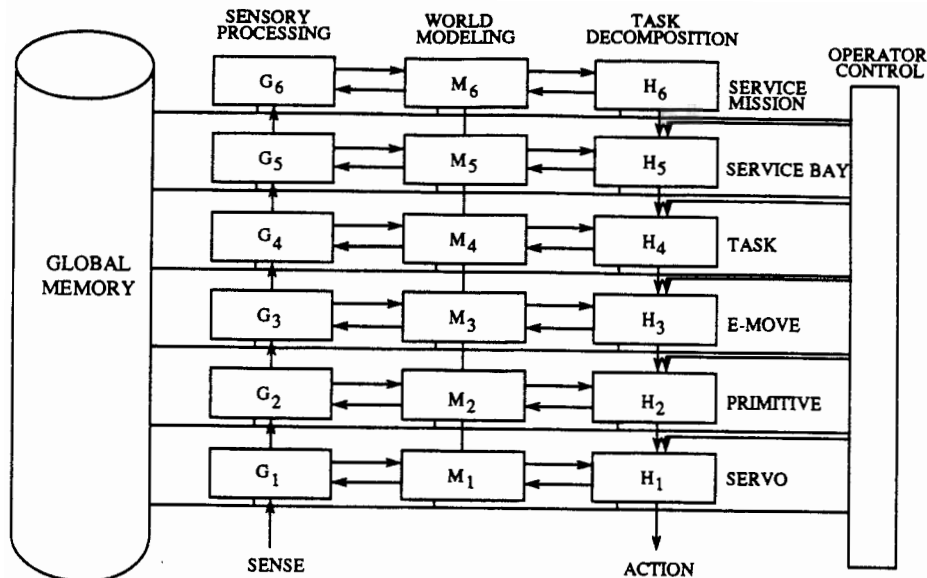 SENSORY
PROCESSING
WORLD
MODELING
TASK
DECOMPOSITION
OPERATOR
CONTROL
G6
M6
H6
SERVICE
MISSION
G5
M5
H5
SERVICE BAY
G4
M4
H4
TASK
GLOBAL
MEMORY
G3
M3
H3
E-MOVE
G2
M2
H2
PRIMITIVE
G1
M1
H1
SERVO
SENSE
ACTION